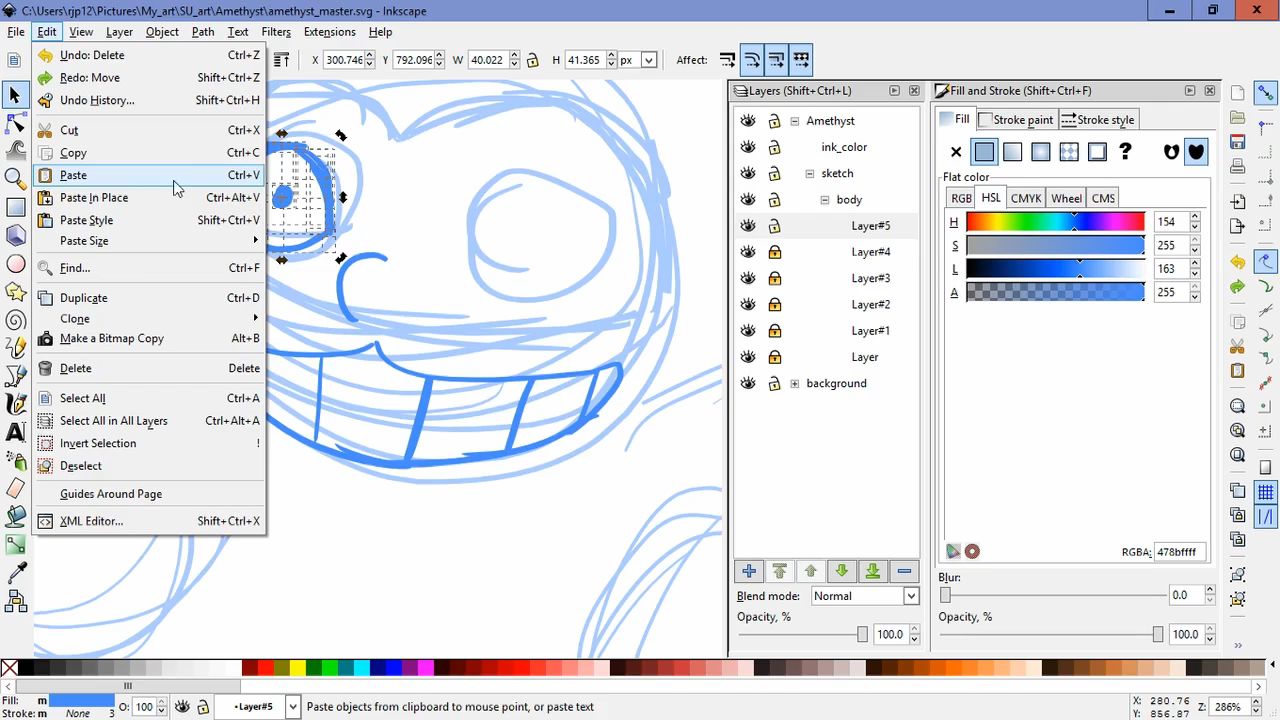 C:\Users\rjp12\Pictures\My_art\SU_art\Amethyst\amethyst_master.svg - Inkscape
File Edit View Layer Object Path Text Filters Extensions Help
X 300.746 Y 792.096 W 40.022 H 41.365 px Affect:
Undo: Delete Ctrl+Z
Redo: Move Shift+Ctrl+Z
Undo History... Shift+Ctrl+H
Cut Ctrl+X
Copy Ctrl+C
Paste Ctrl+V
Paste In Place Ctrl+Alt+V
Paste Style Shift+Ctrl+V
Paste Size
Find... Ctrl+F
Duplicate Ctrl+D
Clone
Make a Bitmap Copy Alt+B
Delete Delete
Select All Ctrl+A
Select All in All Layers Ctrl+Alt+A
Invert Selection !
Deselect
Guides Around Page
XML Editor... Shift+Ctrl+X
Layers (Shift+Ctrl+L)
Amethyst
ink_color
sketch
body
Layer#5
Layer#4
Layer#3
Layer#2
Layer#1
Layer
background
Blend mode: Normal
Opacity, %
100.0
Fill and Stroke (Shift+Ctrl+F)
Fill Stroke paint Stroke style
?
Flat color
RGB HSL CMYK Wheel CMS
H 154
S 255
L 163
A 255
RGBA: 478bffff
Blur:
0.0
Opacity, %
100.0
Fill: m
Stroke: m None 3
O: 100
•Layer#5
Paste objects from clipboard to mouse point, or paste text
X: 280.76
Y: 856.87
Z: 286%